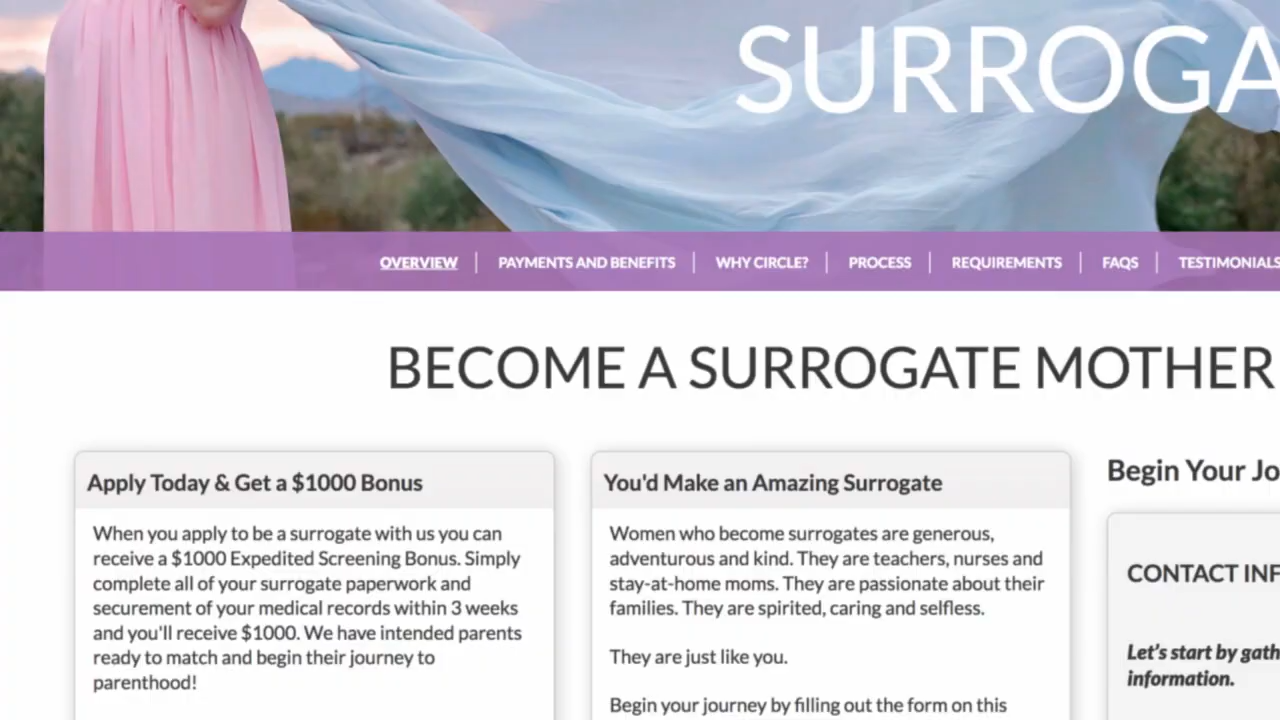 SURROGA
OVERVIEW
PAYMENTS AND BENEFITS
WHY CIRCLE?
PROCESS
REQUIREMENTS
FAQS
TESTIMONIALS
BECOME A SURROGATE MOTHER
Apply Today & Get a $1000 Bonus
When you apply to be a surrogate with us you can
receive a $1000 Expedited Screening Bonus. Simply
complete all of your surrogate paperwork and
securement of your medical records within 3 weeks
and you'll receive $1000. We have intended parents
ready to match and begin their journey to
parenthood!
You'd Make an Amazing Surrogate
Women who become surrogates are generous,
adventurous and kind. They are teachers, nurses and
stay-at-home moms. They are passionate about their
families. They are spirited, caring and selfless.
They are just like you.
Begin your journey by filling out the form on this
Begin Your Jo
CONTACT INF
Let's start by gath
information.